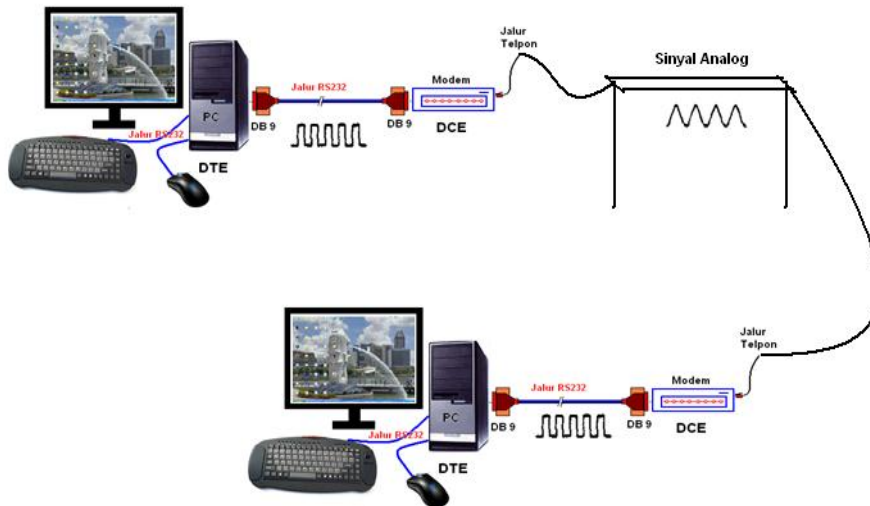 Jalur
Telpon
Sinyal Analog
Modem
Jalur RS232
PC
Jalur RS232
DB 9
DB 9
DCE
DTE
Jalur
Telpon
Modem
Jalur RS232
PC
Jalur RS232
DB 9
DB 9
DCE
DTE